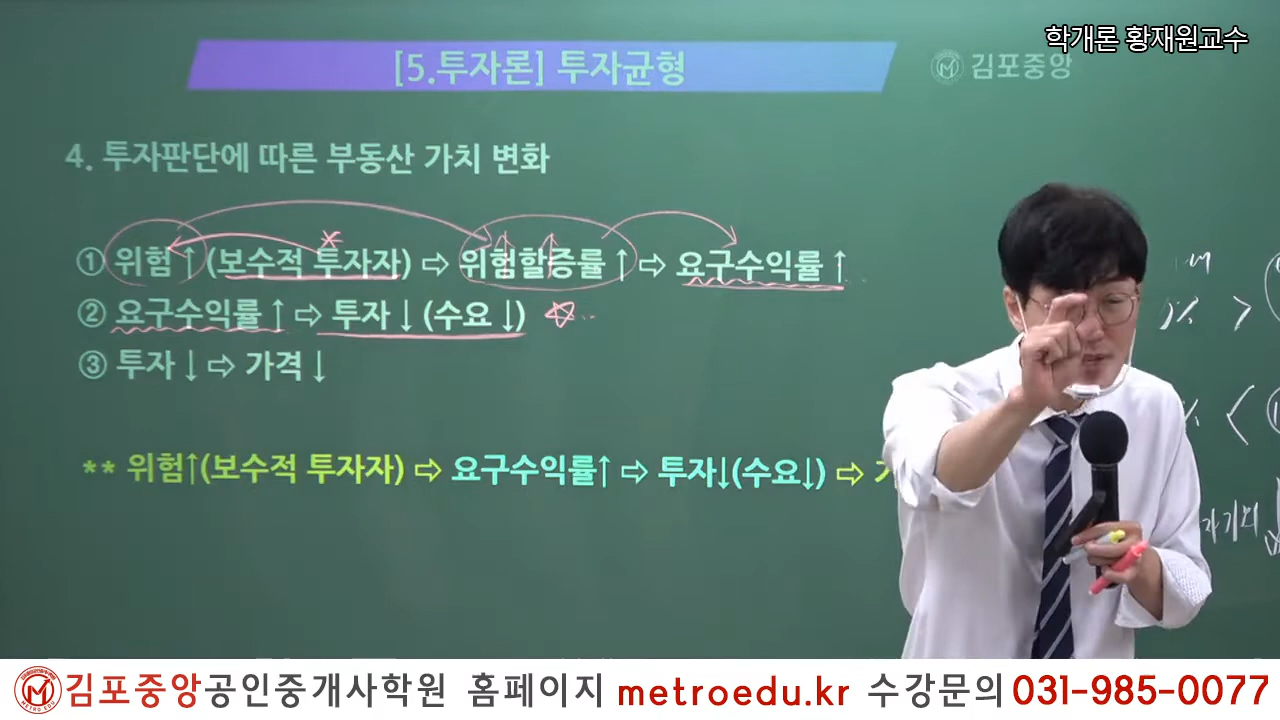 학개론 황재원교수
[5.투자론] 투자균형
김포중앙
4. 투자판단에 따른 부동산 가치 변화
① 위험↑(보수적 투자자) ⇨ 위험할증률↑ ⇨ 요구수익률↑
② 요구수익률↑ ⇨ 투자↓(수요↓)
③ 투자↓ ⇨ 가격↓
** 위험↑(보수적 투자자) ⇨ 요구수익률↑ ⇨ 투자↓(수요↓) ⇨
% >
% <
자기의
김포중앙공인중개사학원 홈페이지 metroedu.kr 수강문의 031-985-0077
METRO EDU